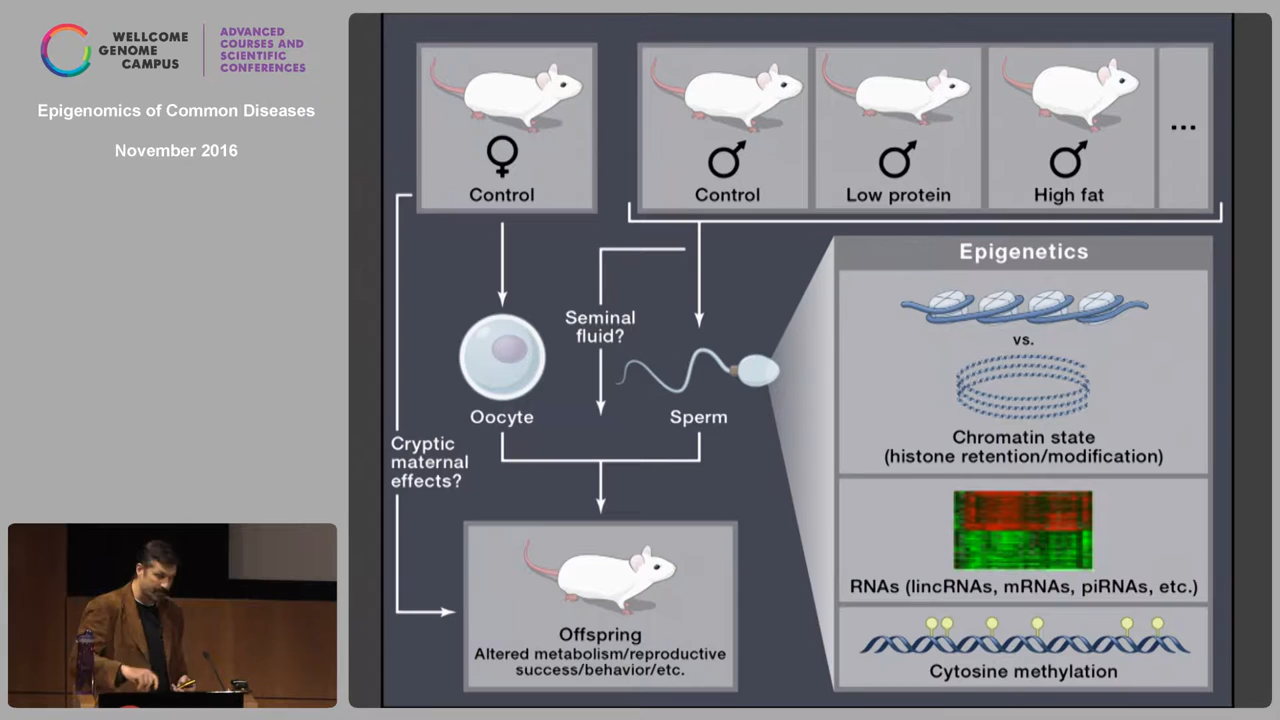 WELLCOME
GENOME
CAMPUS
ADVANCED
COURSES AND
SCIENTIFIC
CONFERENCES
Epigenomics of Common Diseases
November 2016
Control
Control
Low protein
High fat
...
Seminal
fluid?
Oocyte
Sperm
Cryptic
maternal
effects?
Offspring
Altered metabolism/reproductive
success/behavior/etc.
Epigenetics
vs.
Chromatin state
(histone retention/modification)
RNAs (lincRNAs, mRNAs, piRNAs, etc.)
Cytosine methylation